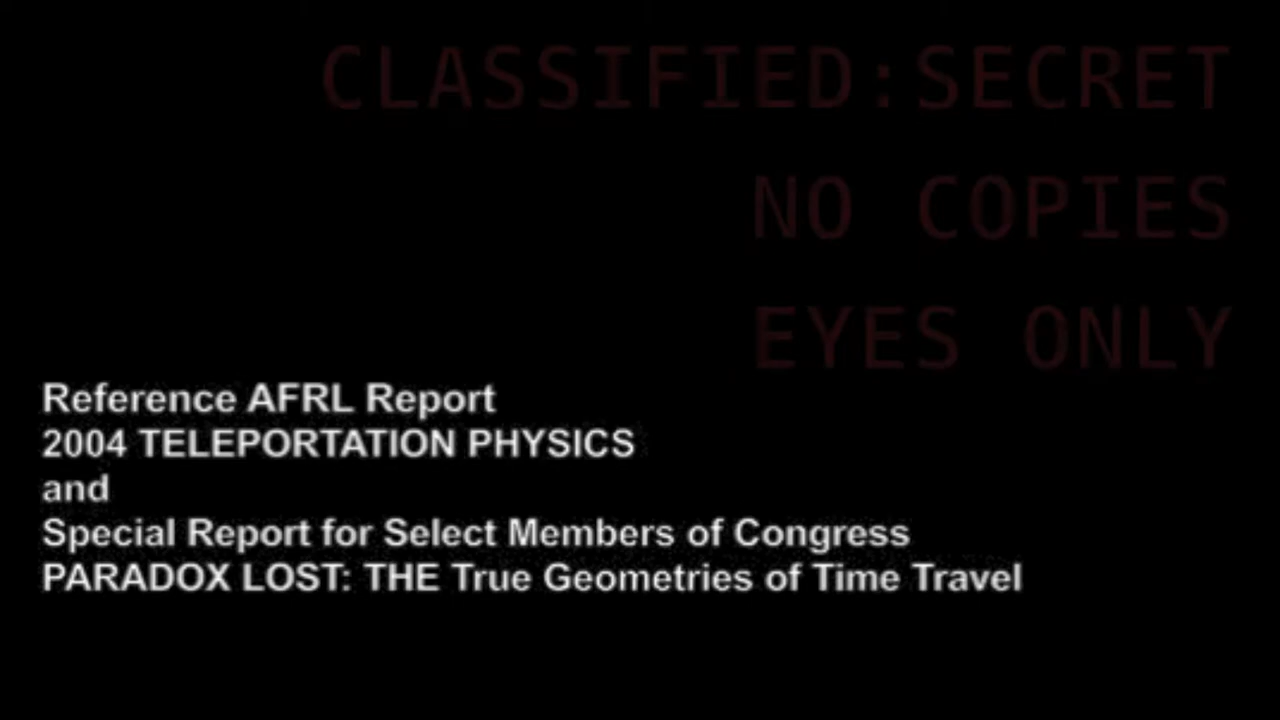 CLASSIFIED:SECRET
NO COPIES
EYES ONLY
Reference AFRL Report
2004 TELEPORTATION PHYSICS
and
Special Report for Select Members of Congress
PARADOX LOST: THE True Geometries of Time Travel